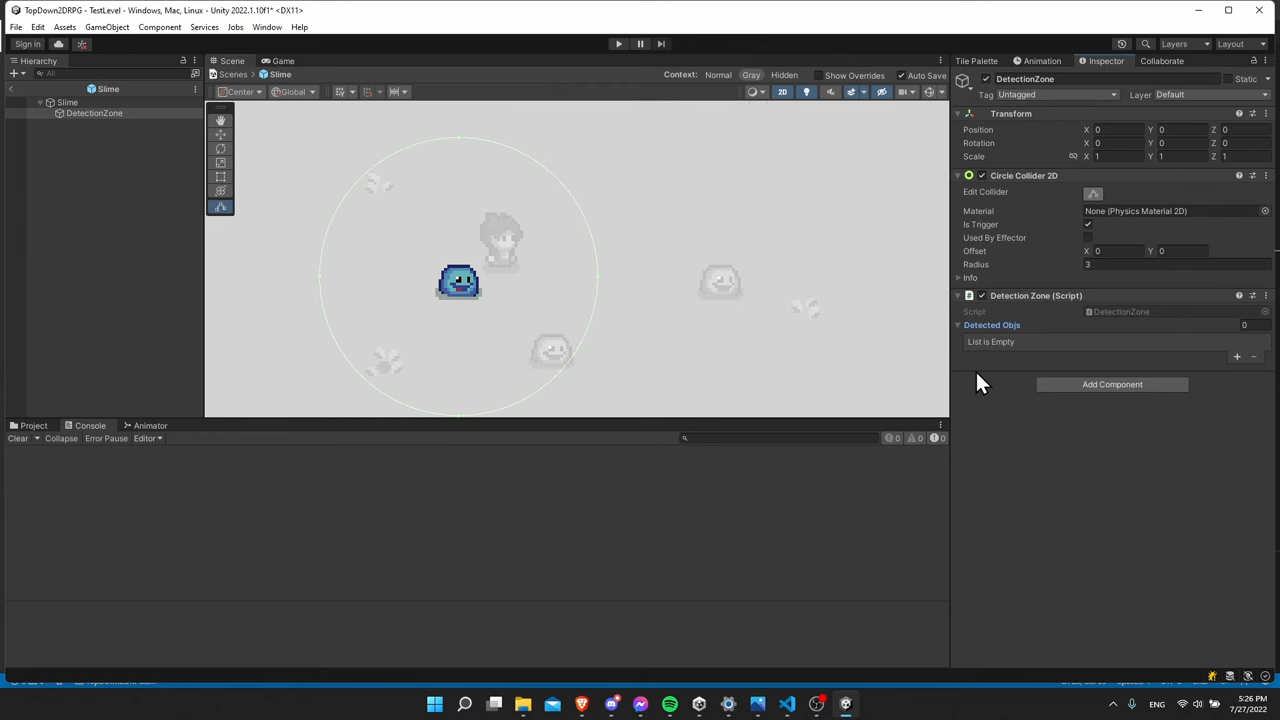 TopDown2DRPG - TestLevel - Windows, Mac, Linux - Unity 2022.1.10f1* <DX11>
File Edit Assets GameObject Component Services Jobs Window Help
Sign in
Layers Layout
Hierarchy
All
Slime
Slime
DetectionZone
Scene Game
Scenes Slime
Context: Normal Gray Hidden Show Overrides Auto Save
Center Global
2D
Tile Palette Animation Inspector Collaborate
DetectionZone Static
Tag Untagged Layer Default
Transform
Position X 0 Y 0 Z 0
Rotation X 0 Y 0 Z 0
Scale X 1 Y 1 Z 1
Circle Collider 2D
Edit Collider
Material None (Physics Material 2D)
Is Trigger
Used By Effector
Offset X 0 Y 0
Radius 3
Info
Detection Zone (Script)
Script DetectionZone
Detected Objs 0
List is Empty
Add Component
Project Console Animator
Clear Collapse Error Pause Editor
0 0 0
ENG
5:26 PM
7/27/2022